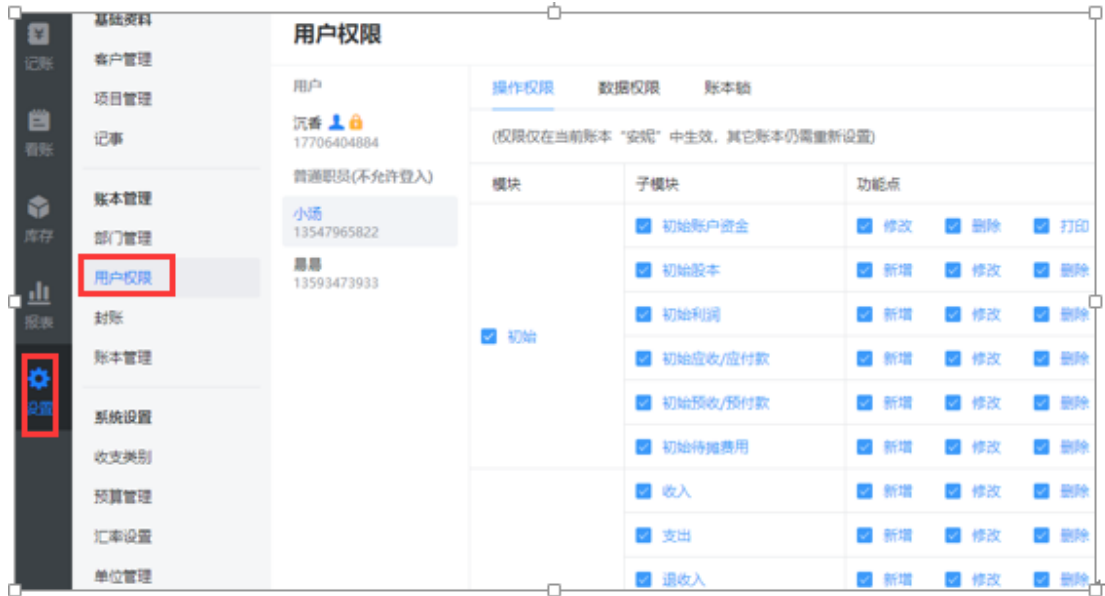 记账
看账
库存
报表
设置
基础资料
客户管理
项目管理
记事
账本管理
部门管理
用户权限
封账
账本管理
系统设置
收支类别
预算管理
汇率设置
单位管理
用户权限
用户
沉香
17706404884
普通职员(不允许登入)
小汤
13547965822
13593473933
操作权限 数据权限 账本锁
(权限仅在当前账本“安妮”中生效，其它账本仍需重新设置)
模块 子模块 功能点
初始
初始账户资金 修改 删除 打印
初始股本 新增 修改 删除
初始利润 新增 修改 删除
初始应收/应付款 新增 修改 删除
初始预收/预付款 新增 修改 删除
初始待摊费用 新增 修改 删除
收入 新增 修改 删除
支出 新增 修改 删除
退收入 新增 修改 删除